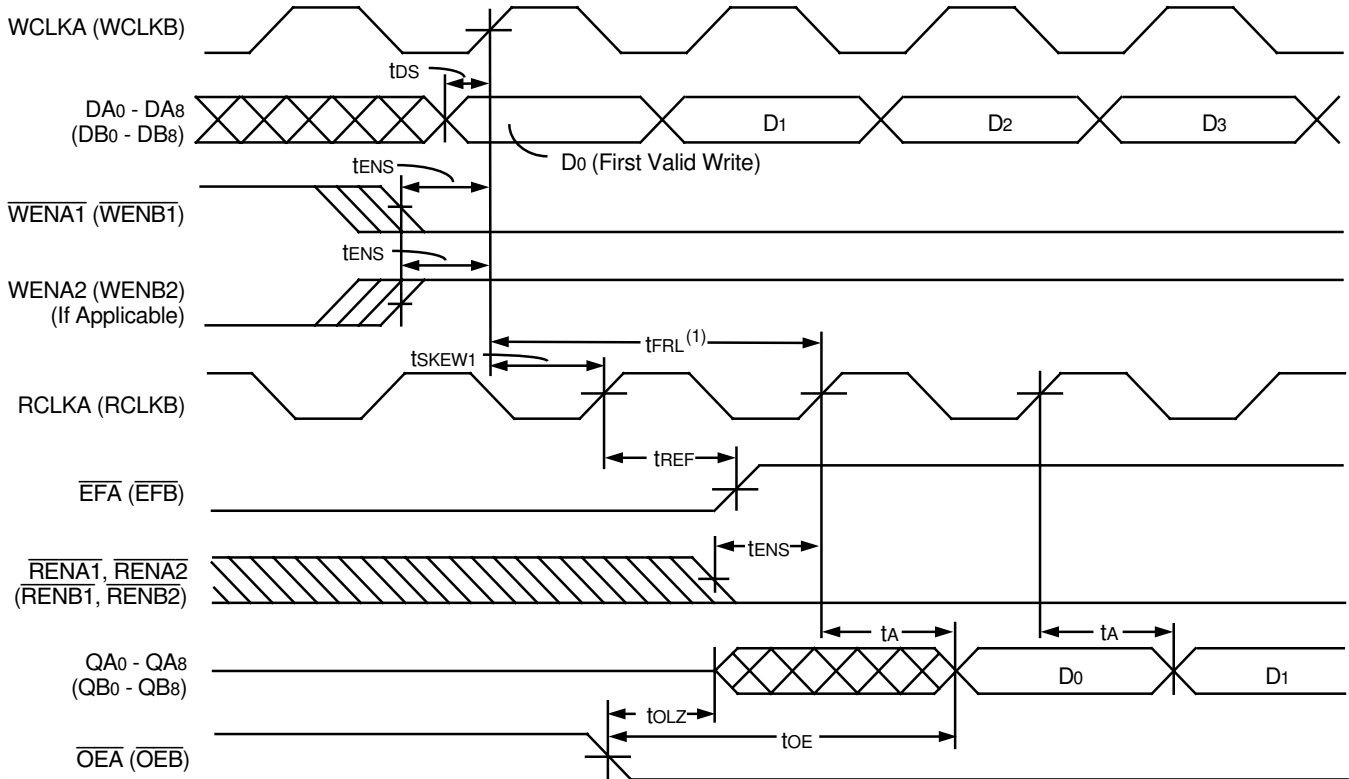 WCLKA (WCLKB)
tDS
DA0 - DA8
(DB0 - DB8)
D1
D2
D3
D0 (First Valid Write)
tENS
WENA1 (WENB1)
tENS
WENA2 (WENB2)
(If Applicable)
tFRL(1)
tSKEW1
RCLKA (RCLKB)
tREF
EFA (EFB)
tENS
RENA1, RENA2
(RENB1, RENB2)
tA
tA
QA0 - QA8
(QB0 - QB8)
D0
D1
tOLZ
tOE
OEA (OEB)